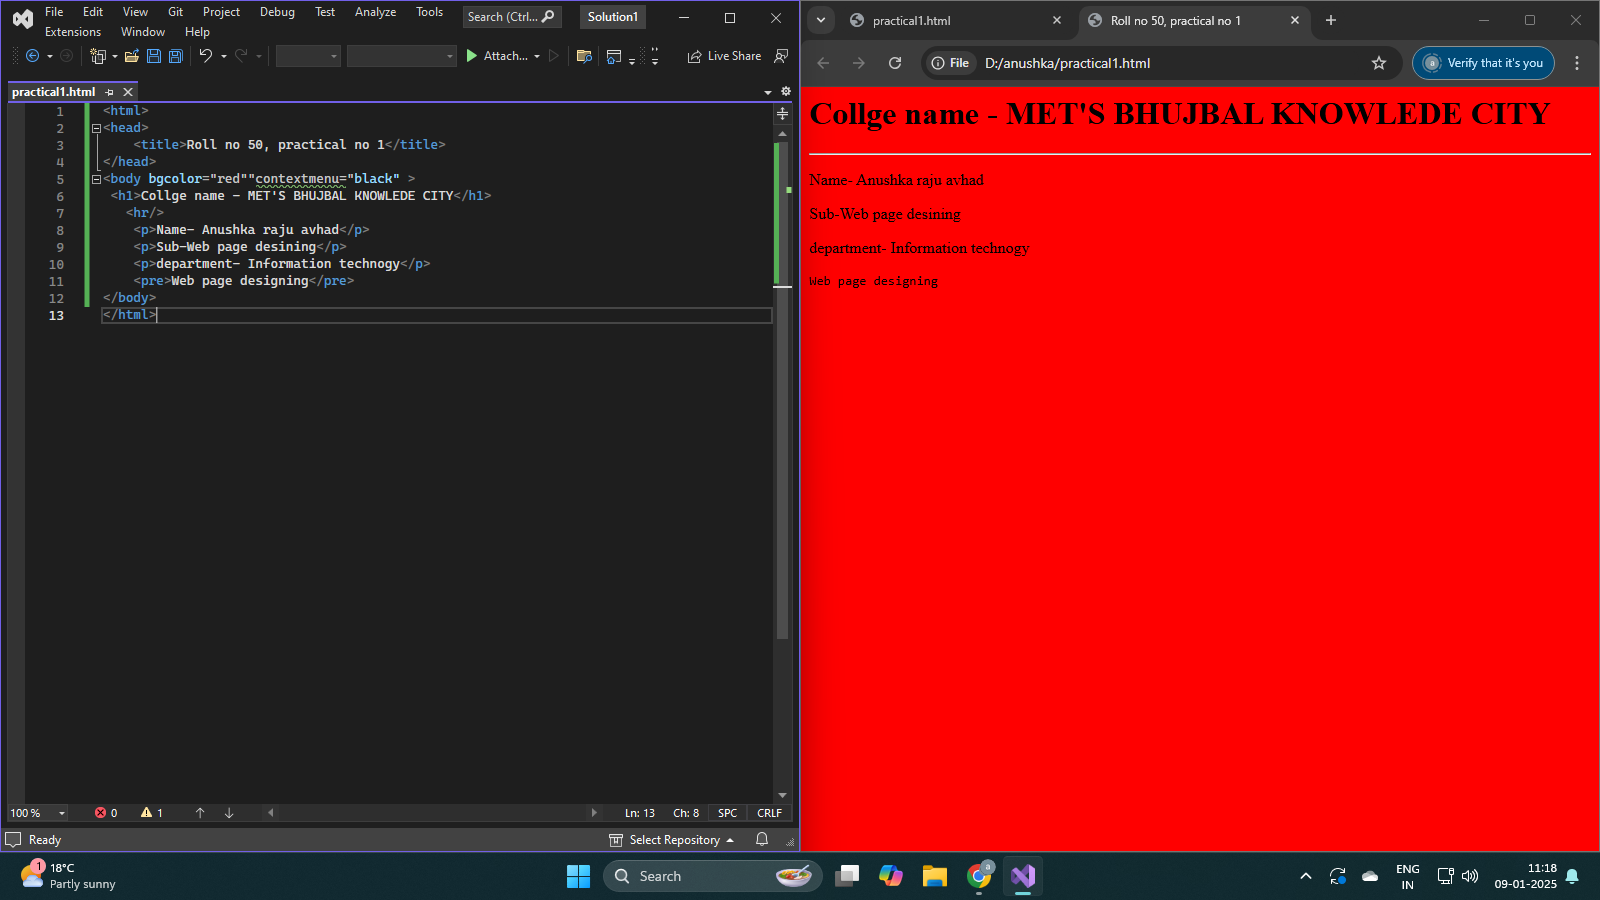 File Edit View Git Project Debug Test Analyze Tools Search (Ctrl... Solution1
Extensions Window Help
Attach... Live Share
practical1.html
1 <html>
2 <head>
3 <title>Roll no 50, practical no 1</title>
4 </head>
5 <body bgcolor="red""contextmenu="black" >
6 <h1>Collge name - MET'S BHUJBAL KNOWLEDE CITY</h1>
7 <hr/>
8 <p>Name- Anushka raju avhad</p>
9 <p>Sub-Web page desining</p>
10 <p>department- Information technogy</p>
11 <pre>Web page designing</pre>
12 </body>
13 </html>
100 % 0 1 Ln: 13 Ch: 8 SPC CRLF
Ready Select Repository
practical1.html Roll no 50, practical no 1
File D:/anushka/practical1.html a Verify that it's you
Collge name - MET'S BHUJBAL KNOWLEDE CITY
Name- Anushka raju avhad
Sub-Web page desining
department- Information technogy
Web page designing
1 18°C
Partly sunny
Search
a
ENG
IN
11:18
09-01-2025